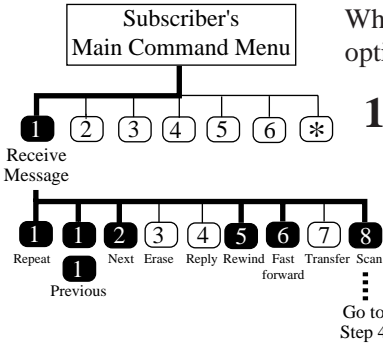 Subscriber's
Main Command Menu
Wh
opti
1
1 2 3 4 5 6 *
Receive
Message
1 1 2 3 4 5 6 7 8
Repeat Next Erase Reply Rewind Fast forward Transfer Scan
1
Previous
Go to
Step 4